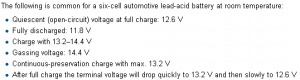 The following is common for a six-cell automotive lead-acid battery at room temperature:
• Quiescent (open-circuit) voltage at full charge: 12.6 V
• Fully discharged: 11.8 V
• Charge with 13.2–14.4 V
• Gassing voltage: 14.4 V
• Continuous-preservation charge with max. 13.2 V
• After full charge the terminal voltage will drop quickly to 13.2 V and then slowly to 12.6 V.